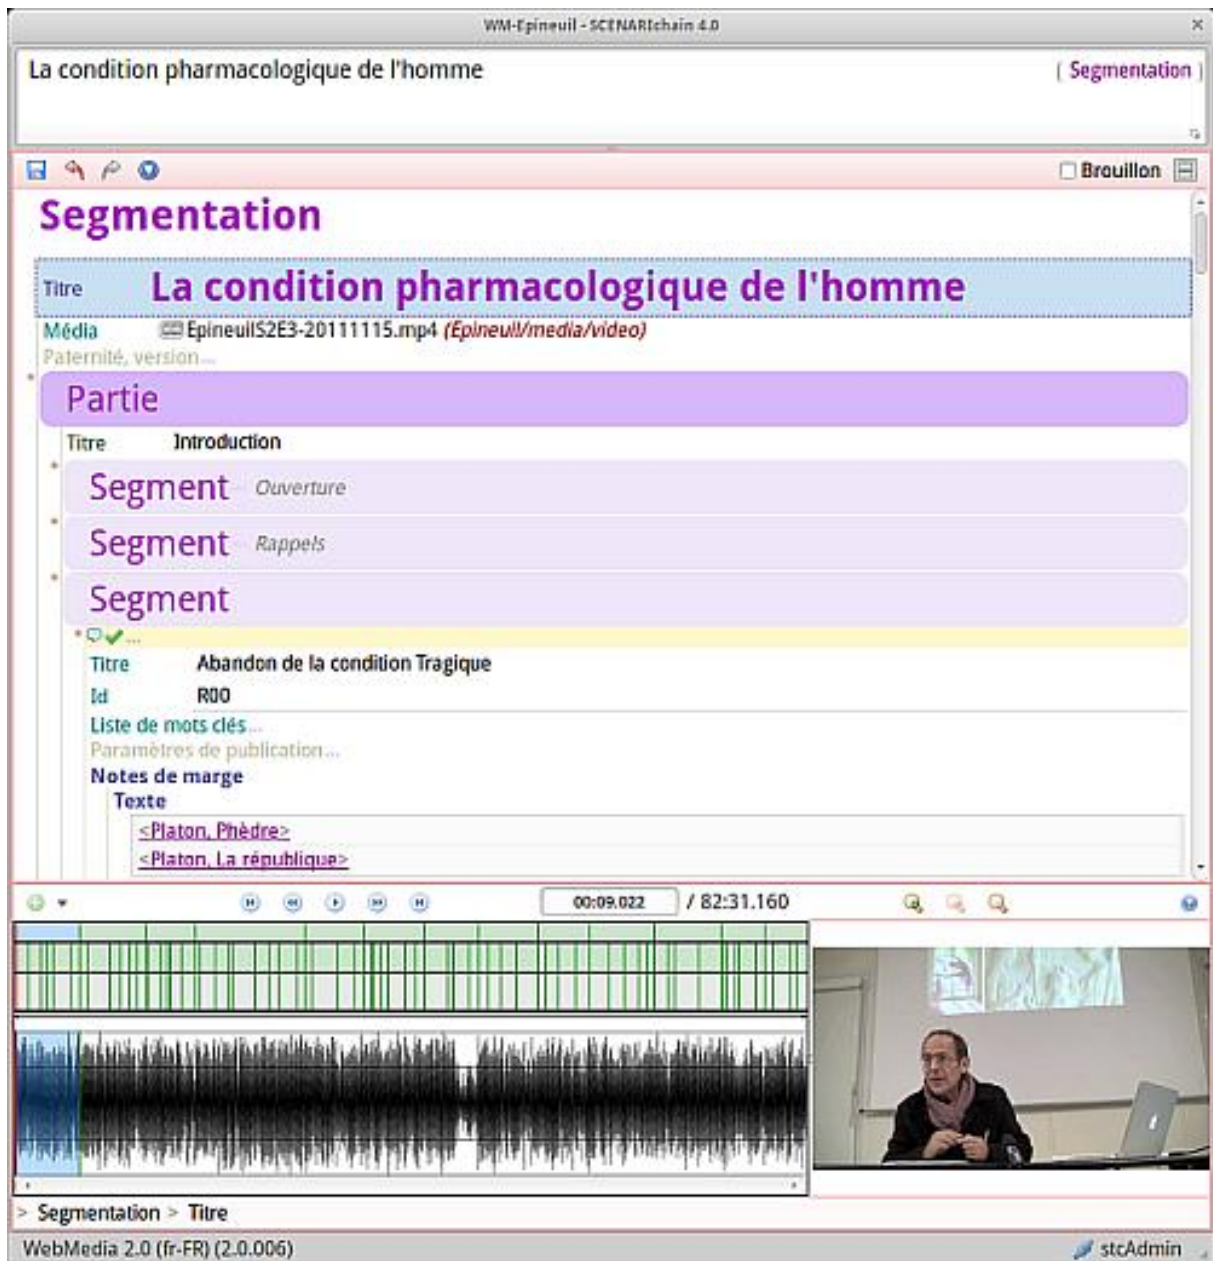 WM-Epineuil - SCENARIchain 4.0
La condition pharmacologique de l'homme
[ Segmentation ]
Brouillon
Segmentation
Titre La condition pharmacologique de l'homme
Média EpineuilS2E3-20111115.mp4 (Epineuil/media/video)
Paternité, version...
Partie
Titre Introduction
Segment Ouverture
Segment Rappels
Segment
...
Titre Abandon de la condition Tragique
Id R00
Liste de mots clés...
Paramètres de publication...
Notes de marge
Texte
<Platon, Phèdre>
<Platon, La république>
00:09.022 / 82:31.160
> Segmentation > Titre
WebMedia 2.0 (fr-FR) (2.0.006) stcAdmin